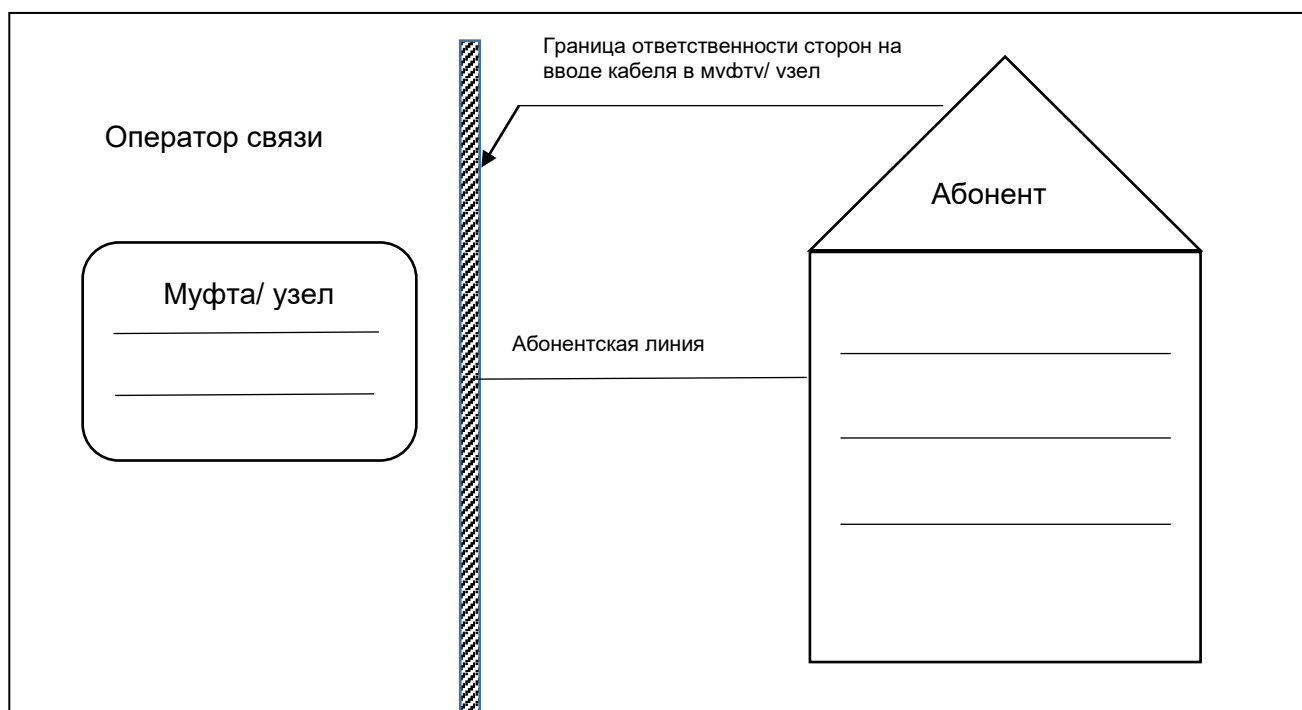 Граница ответственности сторон на
вводе кабеля в муфту/ узел
Оператор связи
Абонент
Муфта/ узел
Абонентская линия